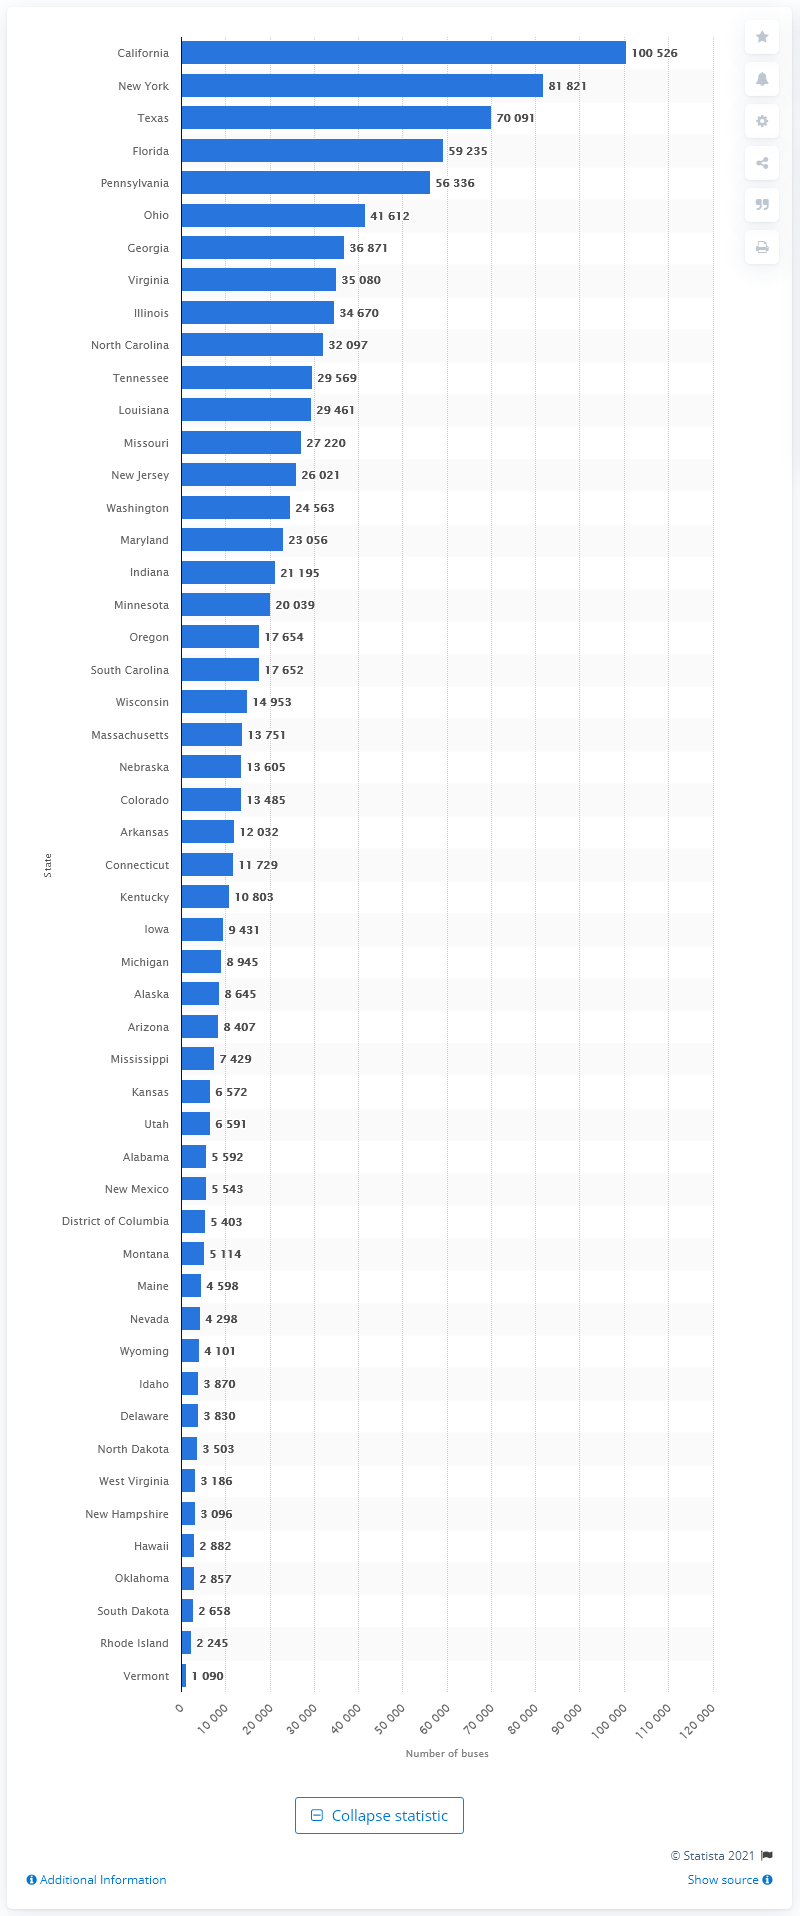 California 100 526
New York 81 821
Texas 70 091
Florida 59 235
Pennsylvania 56 336
Ohio 41 612
Georgia 36 871
Virginia 35 080
Illinois 34 670
North Carolina 32 097
Tennessee 29 569
Louisiana 29 461
Missouri 27 220
New Jersey 26 021
Washington 24 563
Maryland 23 056
Indiana 21 195
Minnesota 20 039
Oregon 17 654
South Carolina 17 652
Wisconsin 14 953
Massachusetts 13 751
Nebraska 13 605
Colorado 13 485
Arkansas 12 032
Connecticut 11 729
State
Kentucky 10 803
Iowa 9 431
Michigan 8 945
Alaska 8 645
Arizona 8 407
Mississippi 7 429
Kansas 6 572
Utah 6 591
Alabama 5 592
New Mexico 5 543
District of Columbia 5 403
Montana 5 114
Maine 4 598
Nevada 4 298
Wyoming 4 101
Idaho 3 870
Delaware 3 830
North Dakota 3 503
West Virginia 3 186
New Hampshire 3 096
Hawaii 2 882
Oklahoma 2 857
South Dakota 2 658
Rhode Island 2 245
Vermont 1 090
0 10 000 20 000 30 000 40 000 50 000 60 000 70 000 80 000 90 000 100 000 110 000 120 000
Number of buses
Collapse statistic
© Statista 2021
Additional Information Show source